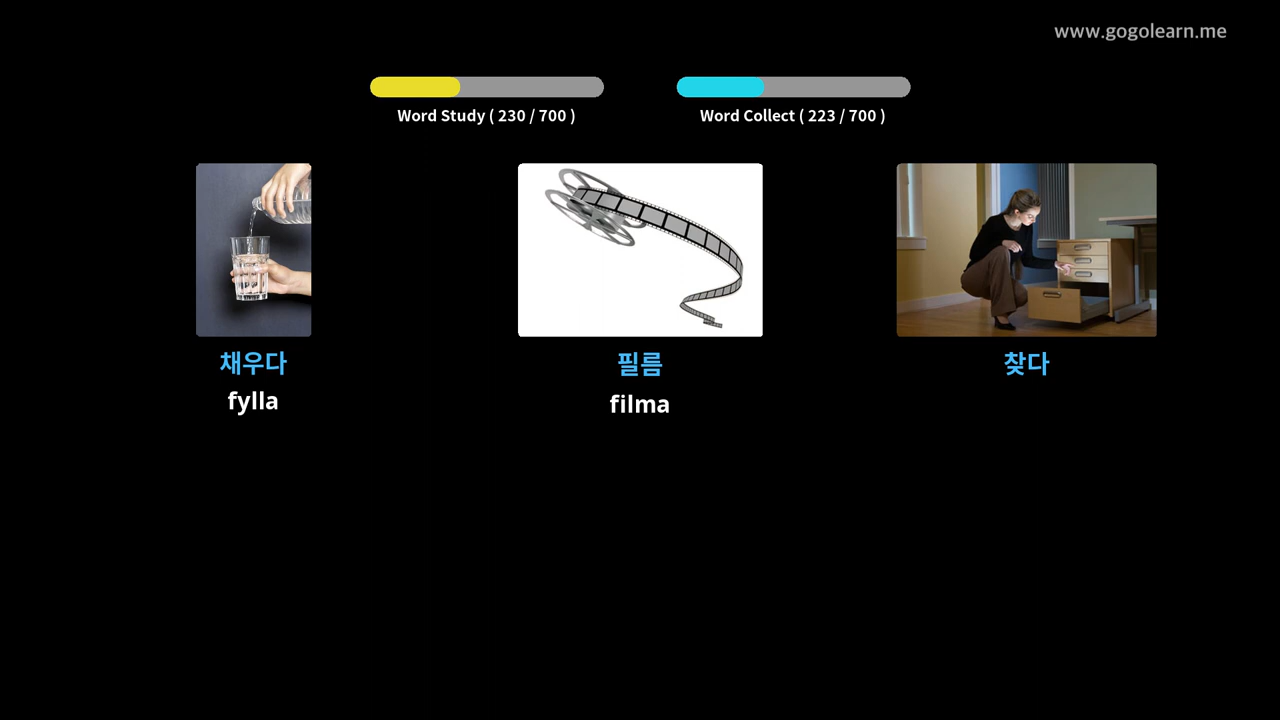 www.gogolearn.me
Word Study ( 230 / 700 )
Word Collect ( 223 / 700 )
채우다
필름
찾다
fylla
filma